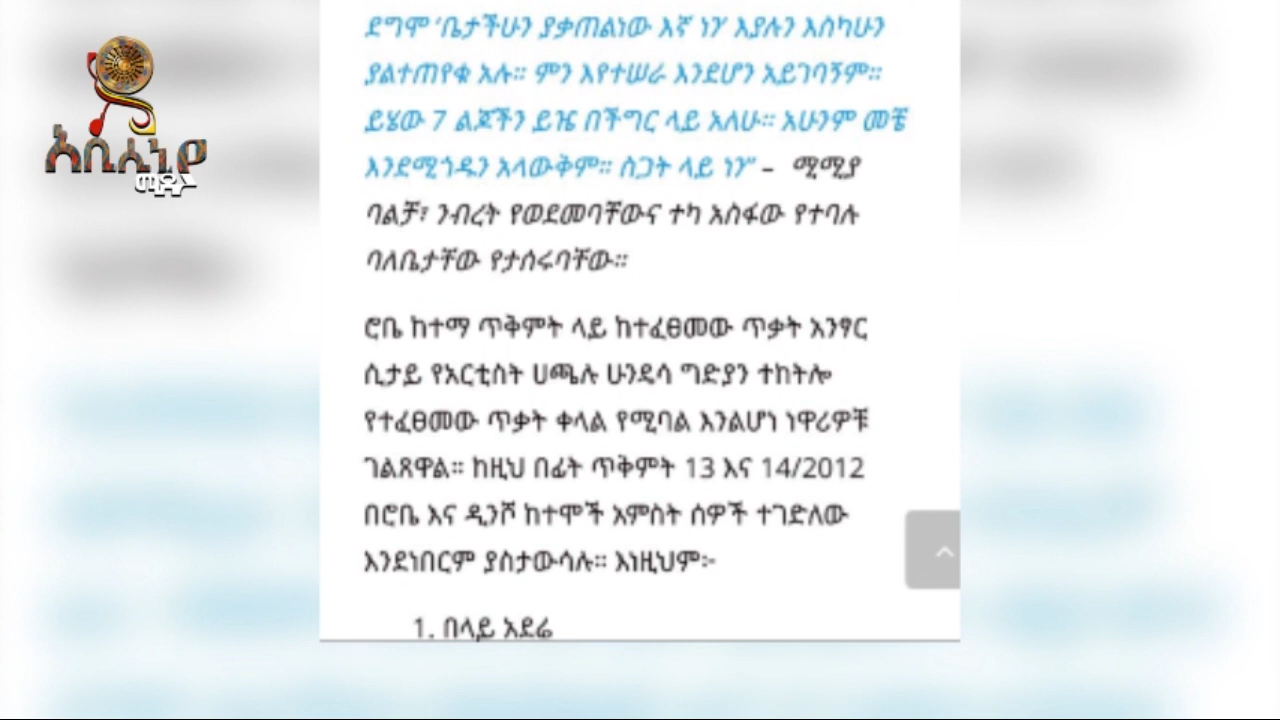 አቢሲኒያ
ሚዲያ
ደግሞ ‘ቤታችሁን ያቃጠልነው እኛ ነን’ እያሉን እስካሁን
ያልተጠየቁ አሉ። ምን እየተሠራ እንደሆን አይገባኝም።
ይሄው 7 ልጆችን ይዤ በችግር ላይ አለሁ። አሁንም መቼ
እንደሚጎዱን አላውቅም። ስጋት ላይ ነን” – ሚሚያ
ባልቻ፣ ንብረት የወደመባቸውና ተካ አስፋው የተባሉ
ባለቤታቸው የታሰሩባቸው።
ሮቤ ከተማ ጥቅምት ላይ ከተፈፀመው ጥቃት አንፃር
ሲታይ የአርቲስት ሀጫሉ ሁንዴሳ ግድያን ተከትሎ
የተፈፀመው ጥቃት ቀላል የሚባል እንልሆነ ነዋሪዎቹ
ገልጸዋል። ከዚህ በፊት ጥቅምት 13 እና 14/2012
በሮቤ እና ዲንሾ ከተሞች አምስት ሰዎች ተገድለው
እንደነበርም ያስታውሳሉ። እነዚህም፦
1. በላይ አደሬ